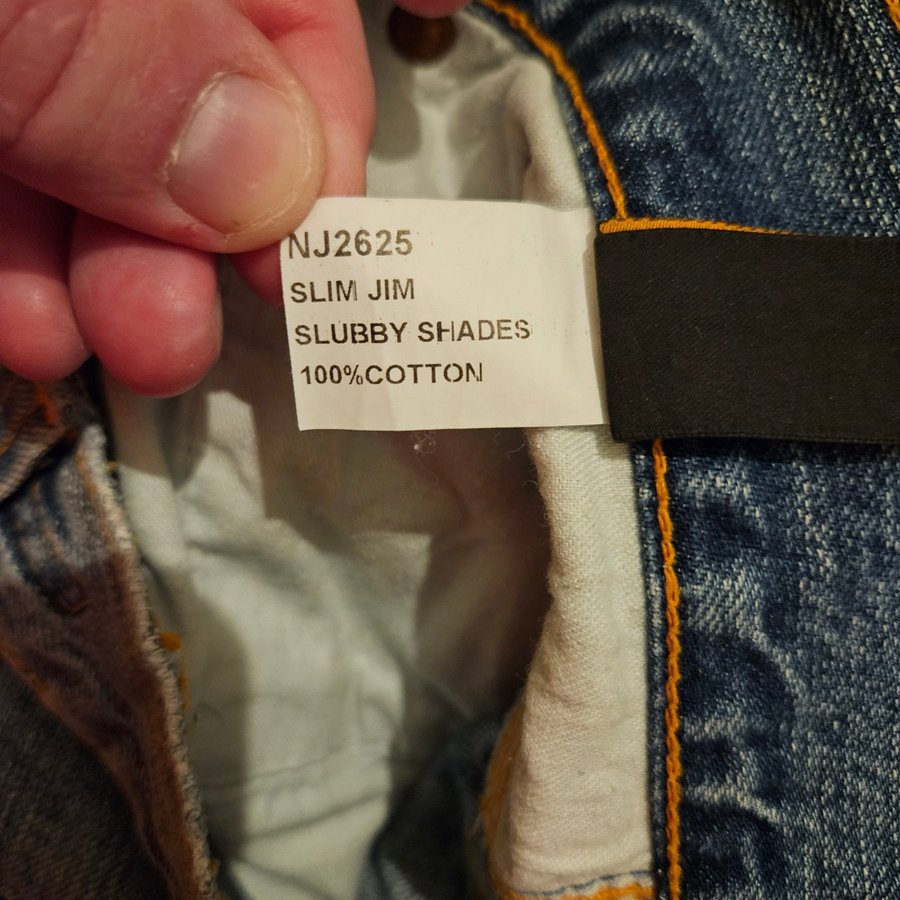 NJ2625
SLIM JIM
SLUBBY SHADES
100%COTTON